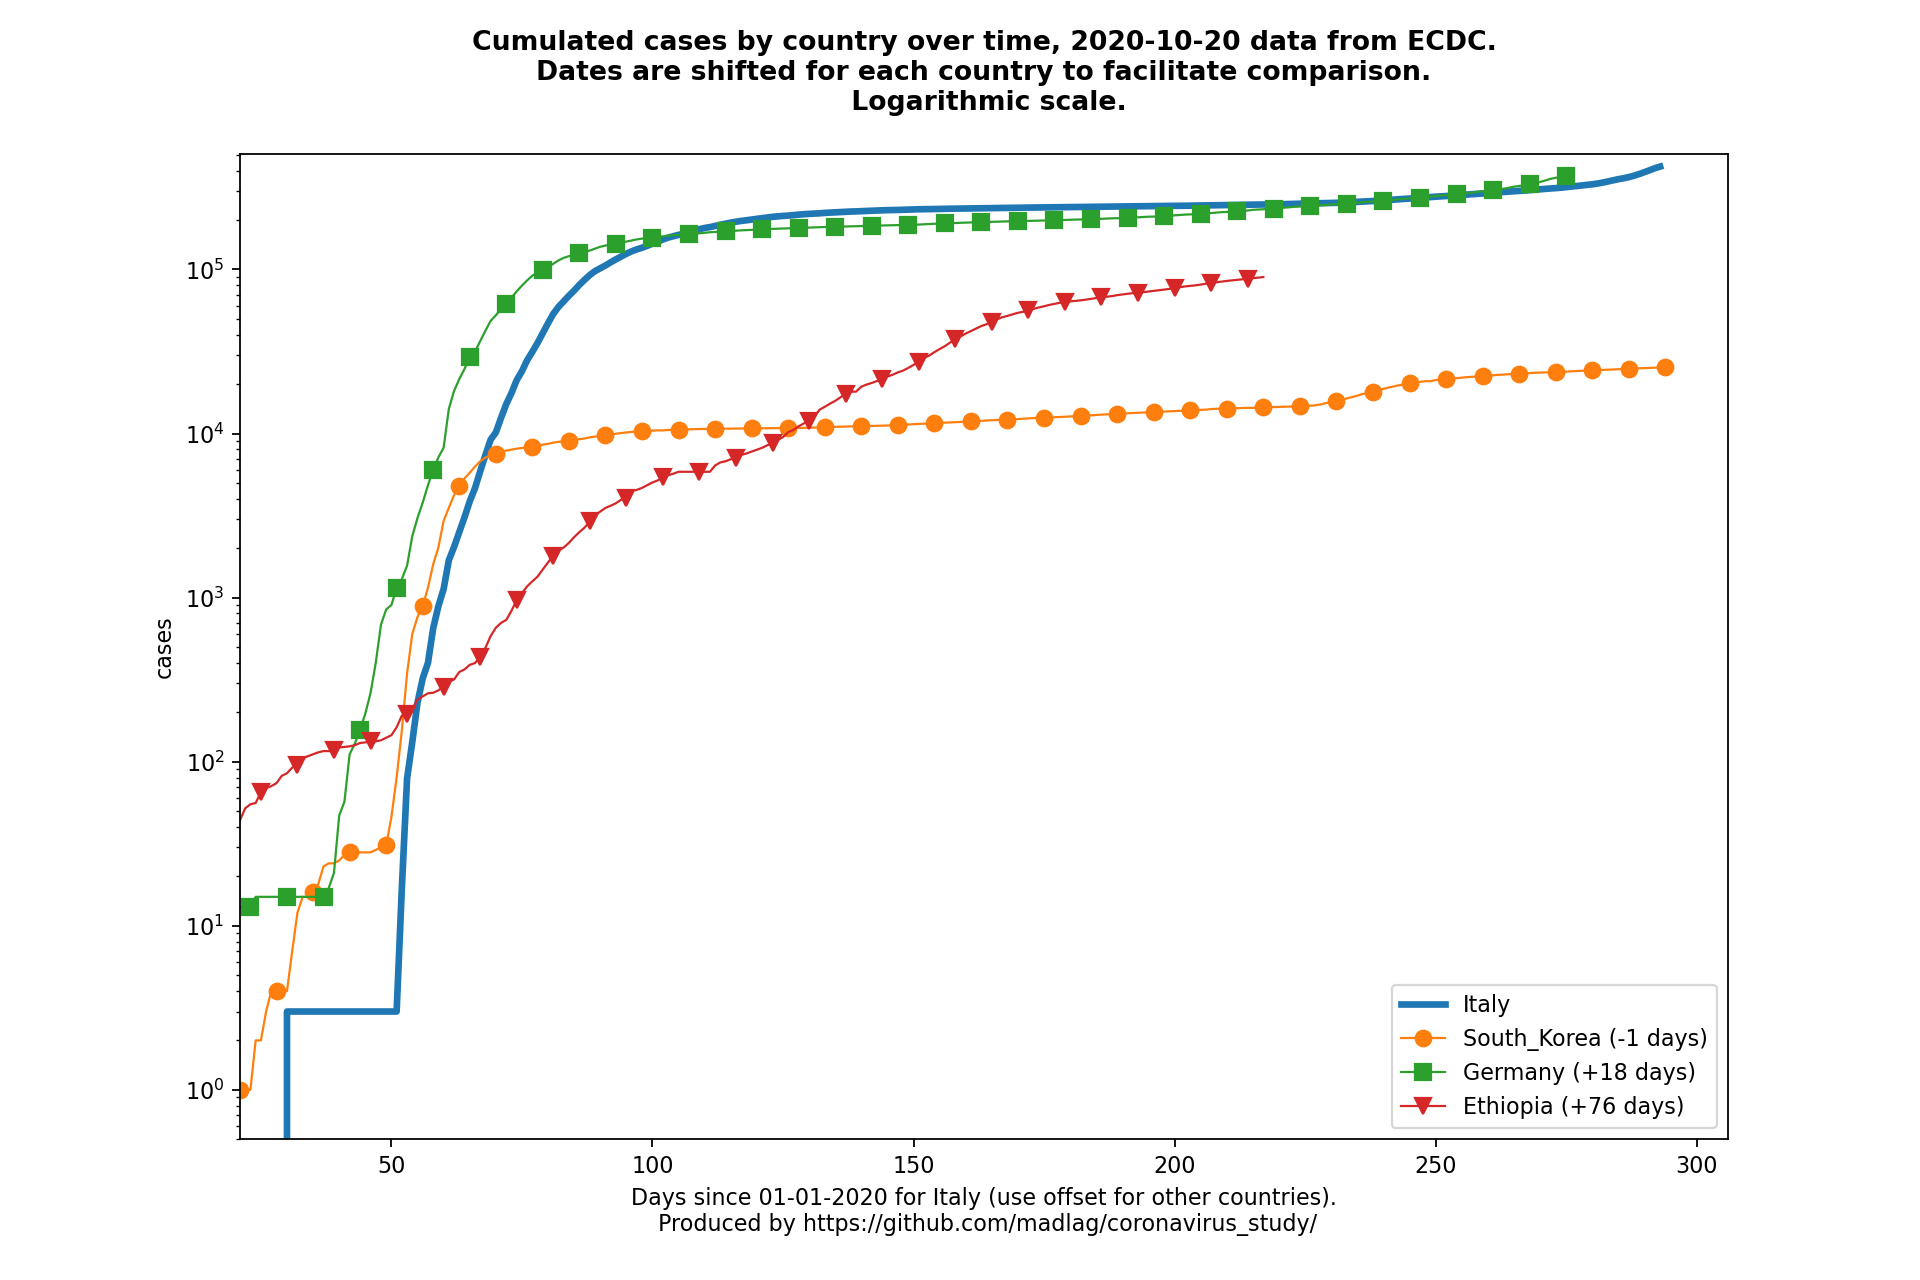 Cumulated cases by country over time, 2020-10-20 data from ECDC.
Dates are shifted for each country to facilitate comparison.
Logarithmic scale.
10⁵
10⁴
10³
10²
10¹
10⁰
cases
Italy
South_Korea (-1 days)
Germany (+18 days)
Ethiopia (+76 days)
50 100 150 200 250 300
Days since 01-01-2020 for Italy (use offset for other countries).
Produced by https://github.com/madlag/coronavirus_study/